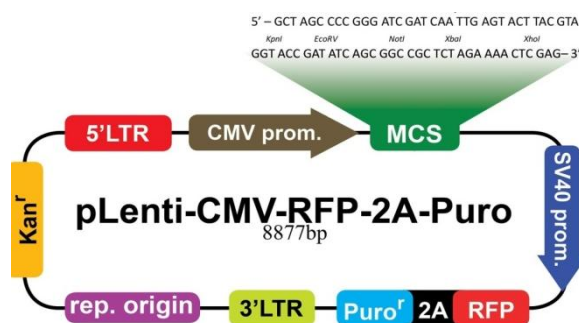 5' – GCT AGC CCC GGG ATC GAT CAA TTG AGT ACT TAC GTA
KpnI EcoRV NotI XbaI XhoI
GGT ACC GAT ATC AGC GGC CGC TCT AGA AAA CTC GAG– 3'
5'LTR CMV prom. MCS
Kanʳ
SV40 prom.
pLenti-CMV-RFP-2A-Puro
8877bp
rep. origin 3'LTR Puroʳ 2A RFP